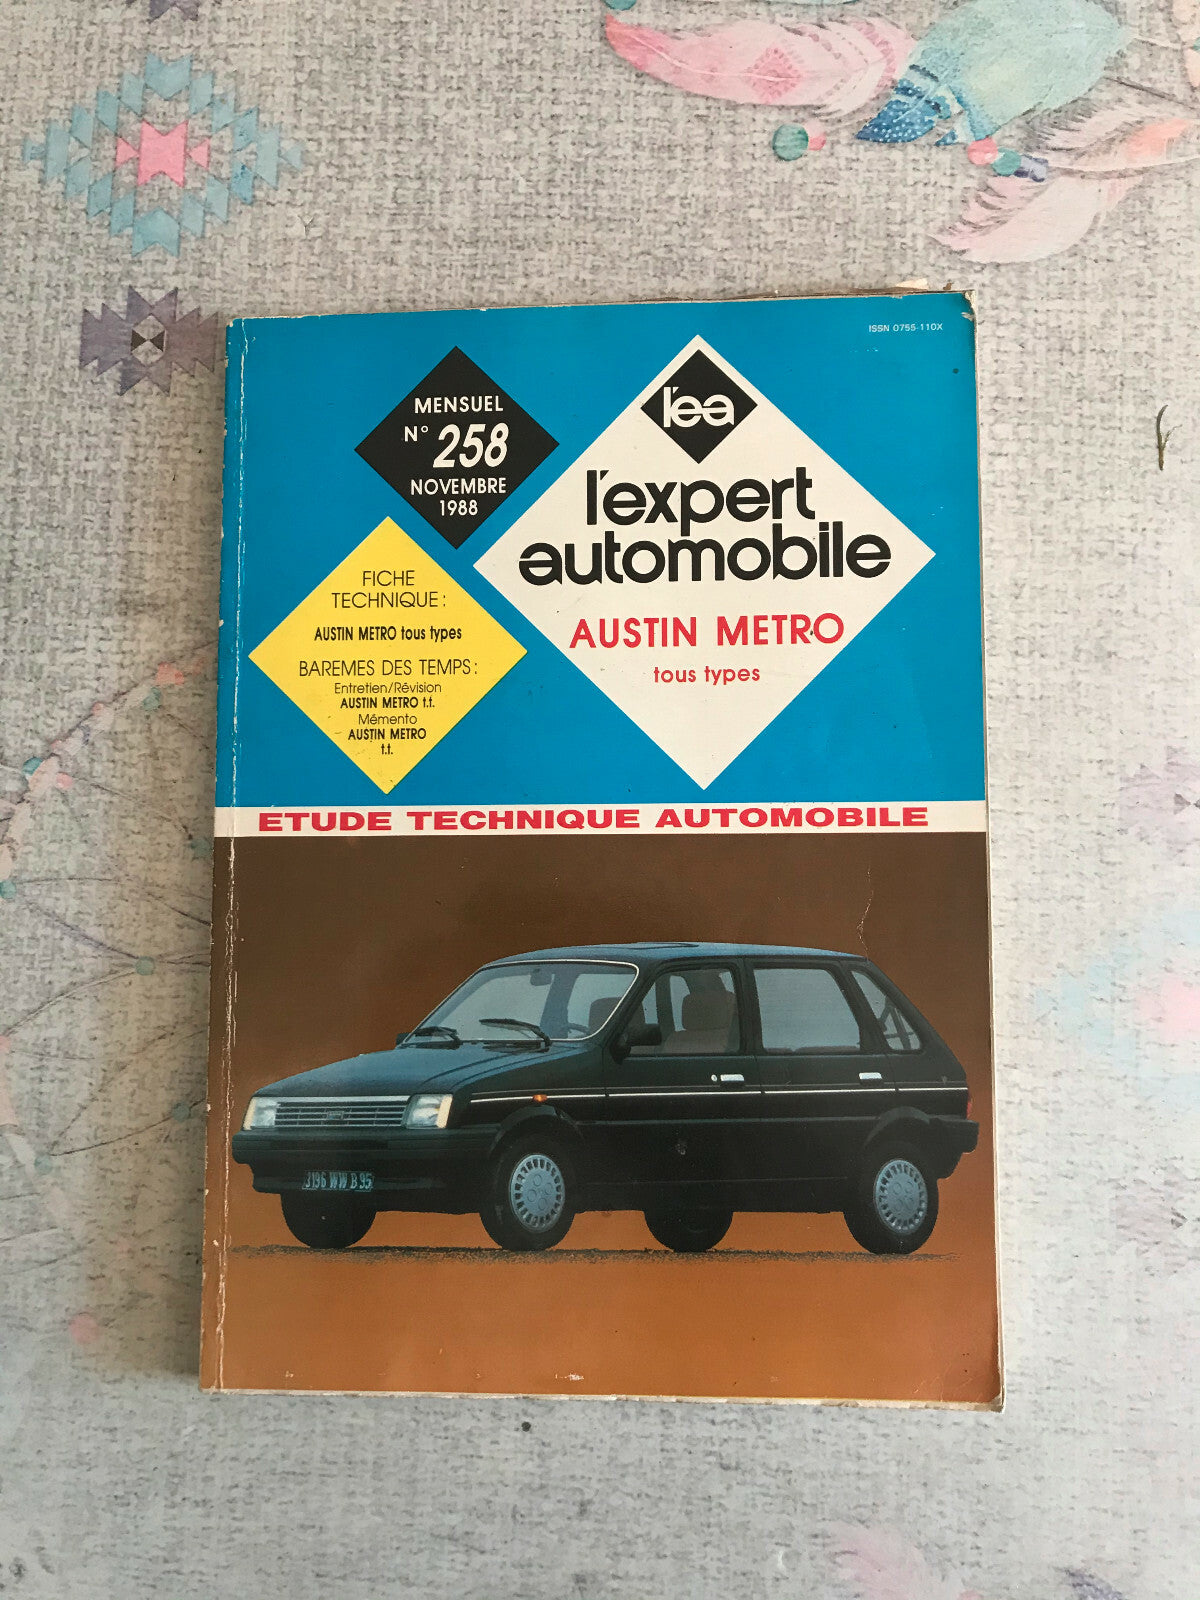 ISSN 0755-110X
MENSUEL
N° 258
NOVEMBRE
1988
l'ea
l'expert
automobile
AUSTIN METRO
tous types
FICHE
TECHNIQUE :
AUSTIN METRO tous types
BAREMES DES TEMPS :
Entretien/Révision
AUSTIN METRO t.t.
Mémento
AUSTIN METRO
t.t.
ETUDE TECHNIQUE AUTOMOBILE
3196 WW B 95